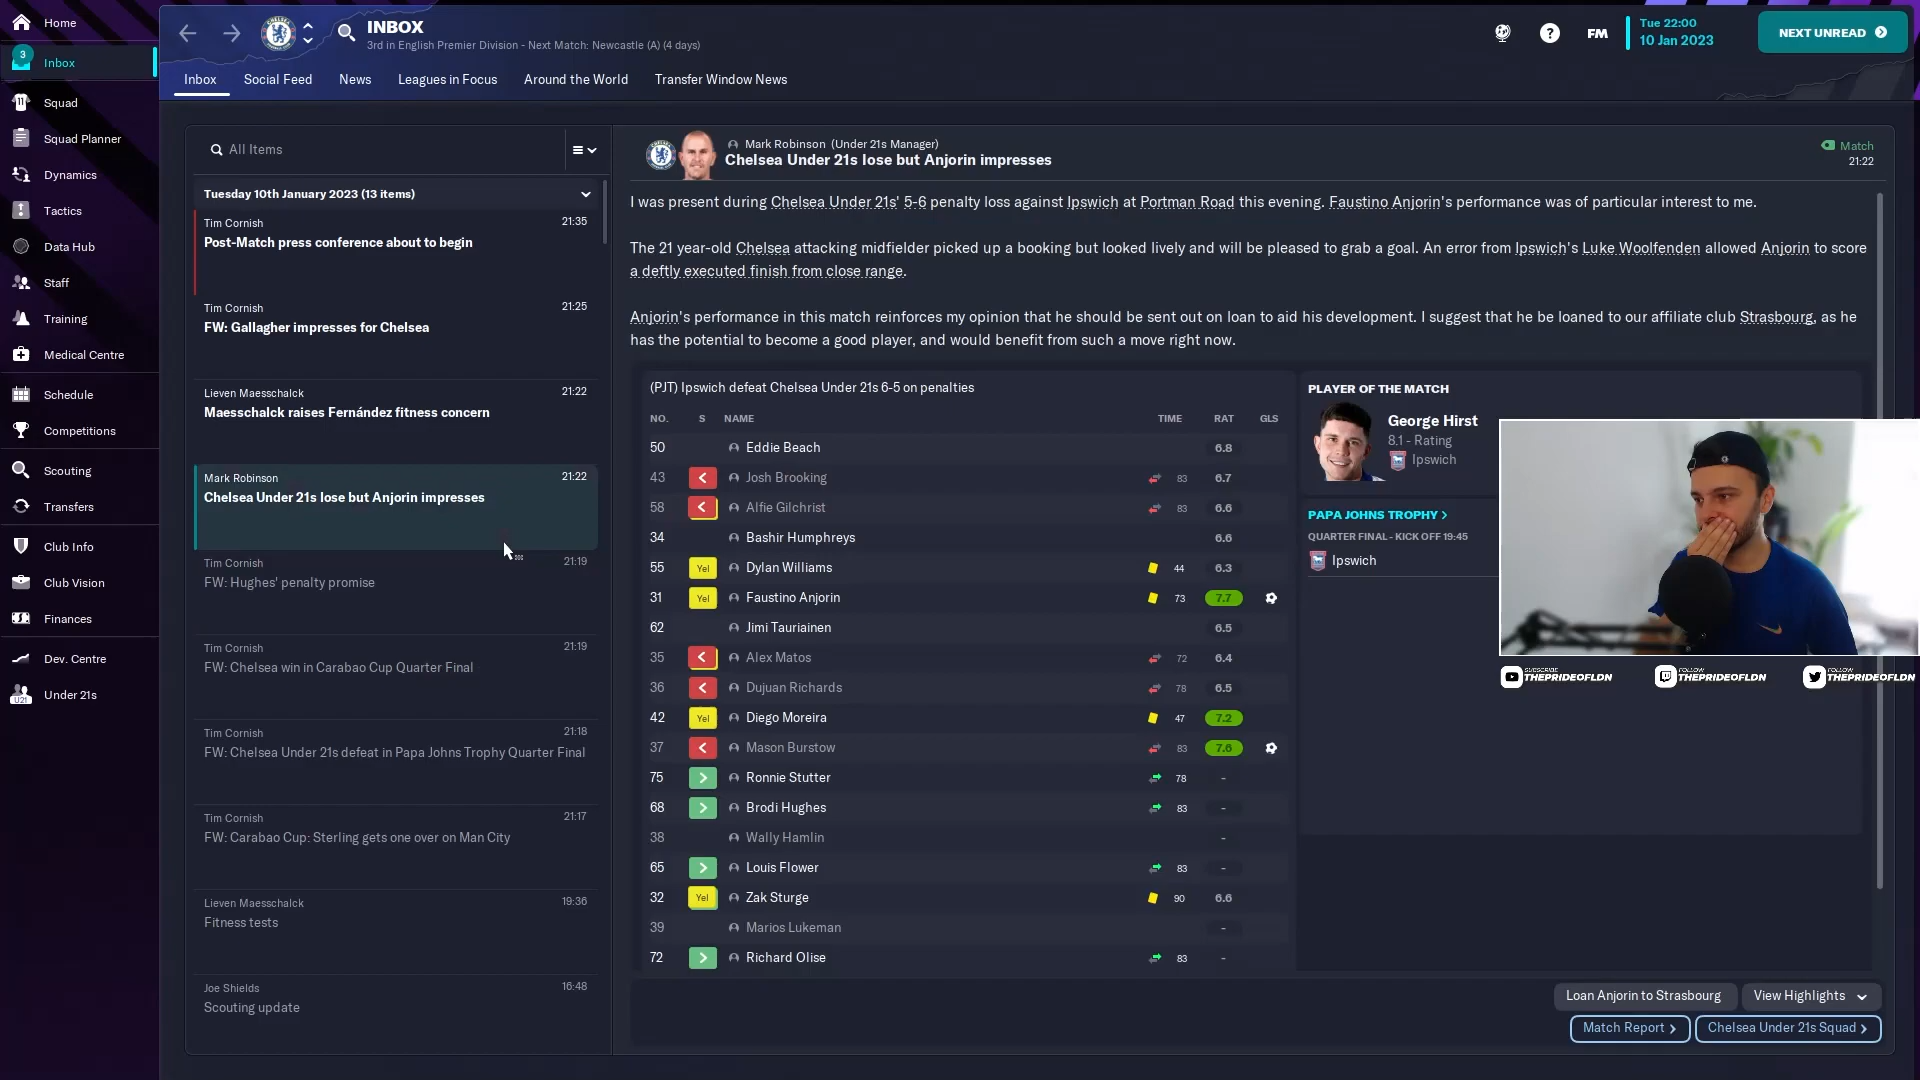 Home
3
Inbox
Squad
Squad Planner
Dynamics
Tactics
Data Hub
Staff
Training
Medical Centre
Schedule
Competitions
Scouting
Transfers
Club Info
Club Vision
Finances
Dev. Centre
Under 21s
INBOX
3rd in English Premier Division - Next Match: Newcastle (A) (4 days)
FM
Tue 22:00
10 Jan 2023
NEXT UNREAD
Inbox Social Feed News Leagues in Focus Around the World Transfer Window News
All Items
Tuesday 10th January 2023 (13 items)
Tim Cornish 21:35
Post-Match press conference about to begin
Tim Cornish 21:25
FW: Gallagher impresses for Chelsea
Lieven Maesschalck 21:22
Maesschalck raises Fernández fitness concern
Mark Robinson 21:22
Chelsea Under 21s lose but Anjorin impresses
Tim Cornish 21:19
FW: Hughes' penalty promise
Tim Cornish 21:19
FW: Chelsea win in Carabao Cup Quarter Final
Tim Cornish 21:18
FW: Chelsea Under 21s defeat in Papa Johns Trophy Quarter Final
Tim Cornish 21:17
FW: Carabao Cup: Sterling gets one over on Man City
Lieven Maesschalck 19:36
Fitness tests
Joe Shields 16:48
Scouting update
Mark Robinson (Under 21s Manager)
Chelsea Under 21s lose but Anjorin impresses
Match
21:22
I was present during Chelsea Under 21s' 5-6 penalty loss against Ipswich at Portman Road this evening. Faustino Anjorin's performance was of particular interest to me.
The 21 year-old Chelsea attacking midfielder picked up a booking but looked lively and will be pleased to grab a goal. An error from Ipswich's Luke Woolfenden allowed Anjorin to score
a deftly executed finish from close range.
Anjorin's performance in this match reinforces my opinion that he should be sent out on loan to aid his development. I suggest that he be loaned to our affiliate club Strasbourg, as he
has the potential to become a good player, and would benefit from such a move right now.
(PJT) Ipswich defeat Chelsea Under 21s 6-5 on penalties
NO. S NAME TIME RAT GLS
50 Eddie Beach 6.8
43 Josh Brooking 83 6.7
58 Alfie Gilchrist 83 6.6
34 Bashir Humphreys 6.6
55 Yel Dylan Williams 44 6.3
31 Yel Faustino Anjorin 73 7.7
62 Jimi Tauriainen 6.5
35 Alex Matos 72 6.4
36 Dujuan Richards 78 6.5
42 Yel Diego Moreira 47 7.2
37 Mason Burstow 83 7.6
75 Ronnie Stutter 78 -
68 Brodi Hughes 83 -
38 Wally Hamlin -
65 Louis Flower 83 -
32 Yel Zak Sturge 90 6.6
39 Marios Lukeman -
72 Richard Olise 83 -
PLAYER OF THE MATCH
George Hirst
8.1 - Rating
Ipswich
PAPA JOHNS TROPHY
QUARTER FINAL - KICK OFF 19:45
Ipswich
SUBSCRIBE
THEPRIDEOFLDN
FOLLOW
THEPRIDEOFLDN
FOLLOW
THEPRIDEOFLDN
Loan Anjorin to Strasbourg
View Highlights
Match Report
Chelsea Under 21s Squad